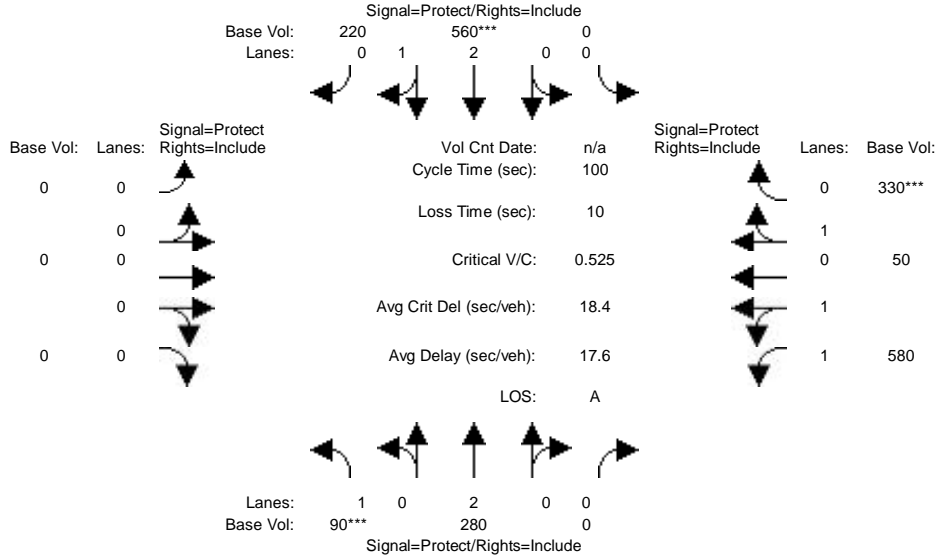 Signal=Protect/Rights=Include
Base Vol: 220 560*** 0
Lanes: 0 1 2 0 0
Signal=Protect
Rights=Include
Base Vol: Lanes:
Vol Cnt Date: n/a
Signal=Protect
Rights=Include
Lanes: Base Vol:
Cycle Time (sec): 100
0 0
0 330***
Loss Time (sec): 10
0
1
0 0
Critical V/C: 0.525
0 50
0
Avg Crit Del (sec/veh): 18.4
1
0 0
Avg Delay (sec/veh): 17.6
1 580
LOS: A
Lanes: 1 0 2 0 0
Base Vol: 90*** 280 0
Signal=Protect/Rights=Include